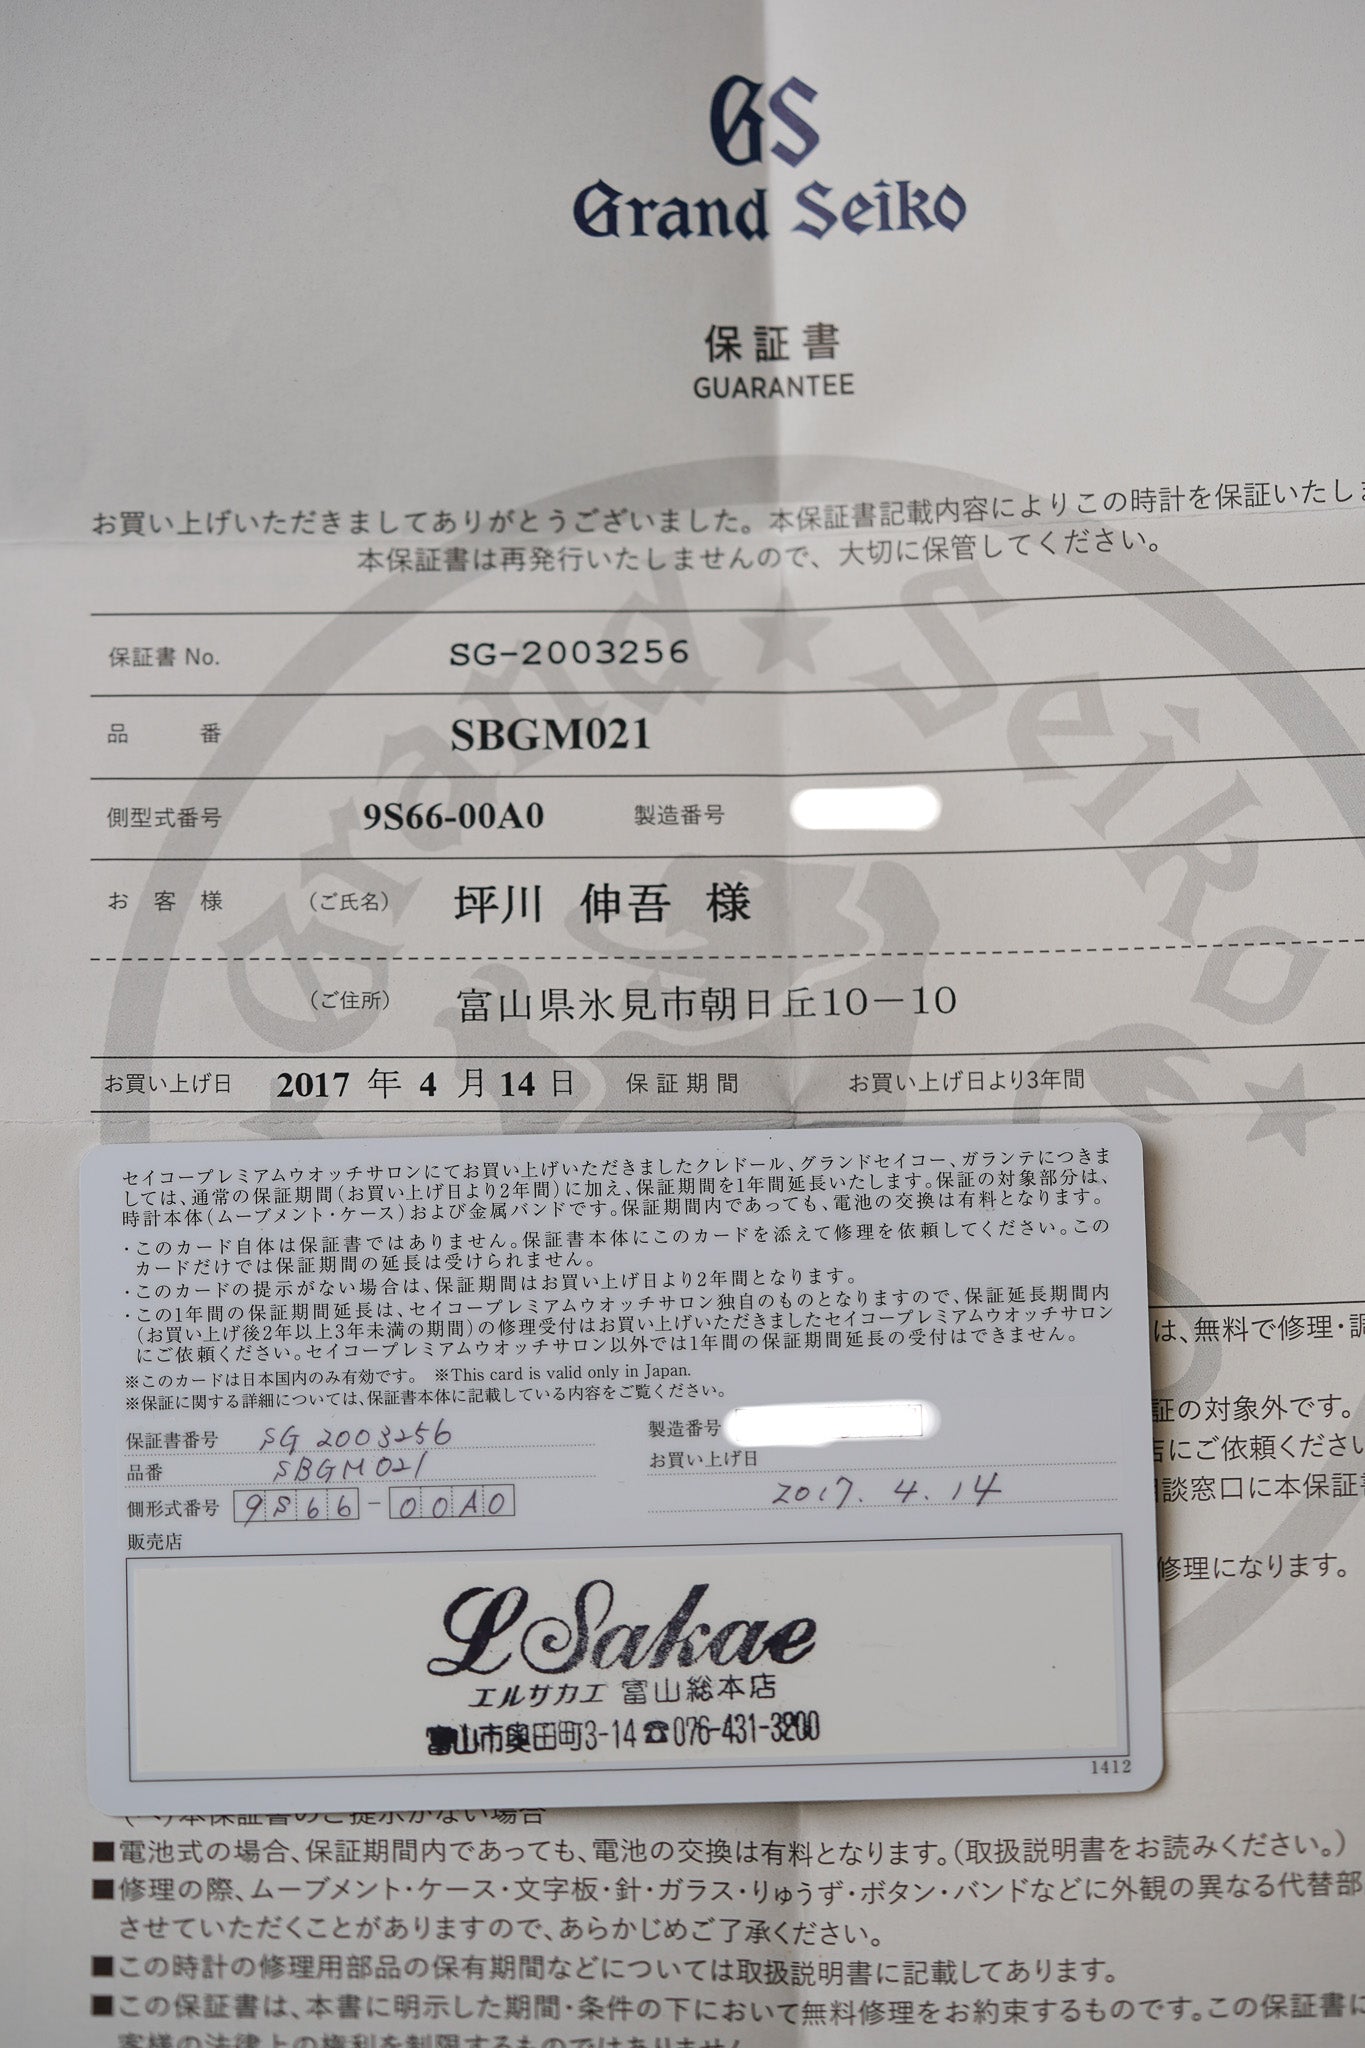 GS
Grand Seiko
保証書
GUARANTEE
お買い上げいただきましてありがとうございました。本保証書記載内容によりこの時計を保証いたしま
本保証書は再発行いたしませんので、大切に保管してください。
保証書 No. SG-2003256
品番 SBGM021
側型式番号 9S66-00A0 製造番号
お客様 (ご氏名) 坪川 伸吾 様
(ご住所) 富山県氷見市朝日丘10-10
お買い上げ日 2017 年 4 月 14 日 保証期間 お買い上げ日より3年間
Grand Seiko
セイコープレミアムウオッチサロンにてお買い上げいただきましたクレドール、グランドセイコー、ガランテにつきま
しては、通常の保証期間(お買い上げ日より2年間)に加え、保証期間を1年間延長いたします。保証の対象部分は、
時計本体(ムーブメント・ケース)および金属バンドです。保証期間内であっても、電池の交換は有料となります。
・このカード自体は保証書ではありません。保証書本体にこのカードを添えて修理を依頼してください。この
カードだけでは保証期間の延長は受けられません。
・このカードの提示がない場合は、保証期間はお買い上げ日より2年間となります。
・この1年間の保証期間延長は、セイコープレミアムウオッチサロン独自のものとなりますので、保証延長期間内
(お買い上げ後2年以上3年未満の期間)の修理受付はお買い上げいただきましたセイコープレミアムウオッチサロン
にご依頼ください。セイコープレミアムウオッチサロン以外では1年間の保証期間延長の受付はできません。
※このカードは日本国内のみ有効です。 ※This card is valid only in Japan.
※保証に関する詳細については、保証書本体に記載している内容をご覧ください。
保証書番号 SG 2003256 製造番号
品番 SBGM021 お買い上げ日
側形式番号 9S66-00A0 2017. 4. 14
販売店
L Sakae
エルサカエ 富山総本店
富山市奥田町3-14 ☎076-431-3200
1412
は、無料で修理・調
証の対象外です。
店にご依頼ください
相談窓口に本保証書
修理になります。
本保証書のご提示がない場合
■電池式の場合、保証期間内であっても、電池の交換は有料となります。(取扱説明書をお読みください。)
■修理の際、ムーブメント・ケース・文字板・針・ガラス・りゅうず・ボタン・バンドなどに外観の異なる代替部
させていただくことがありますので、あらかじめご了承ください。
■この時計の修理用部品の保有期間などについては取扱説明書に記載してあります。
■この保証書は、本書に明示した期間・条件の下において無料修理をお約束するものです。この保証書に
客様の法律上の権利を制限するものではありません